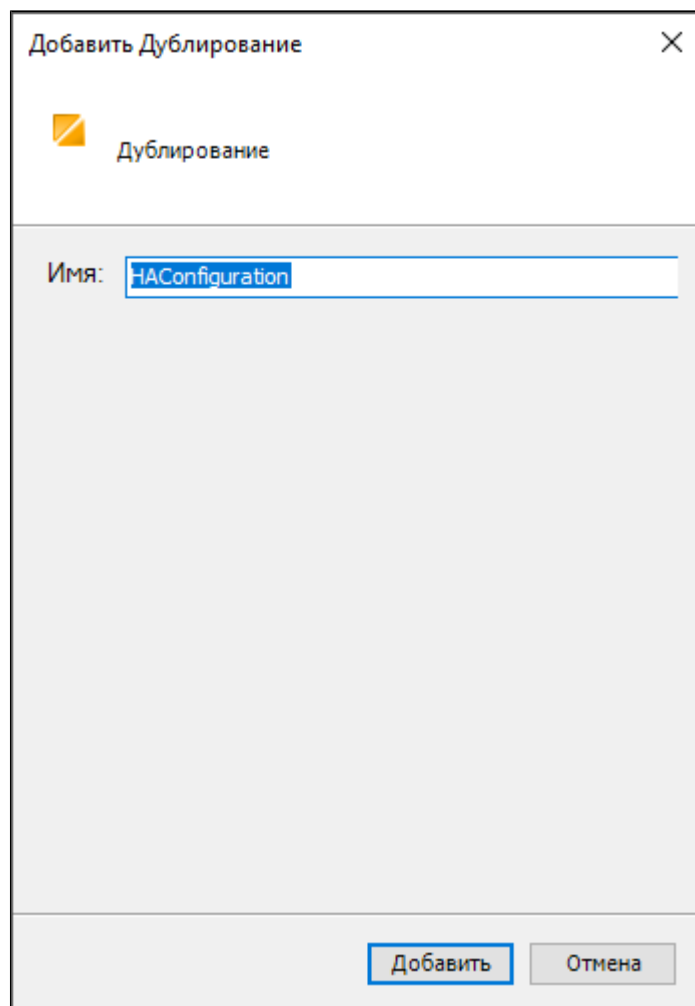 Добавить Дублирование
Дублирование
Имя: HAConfiguration
Добавить Отмена